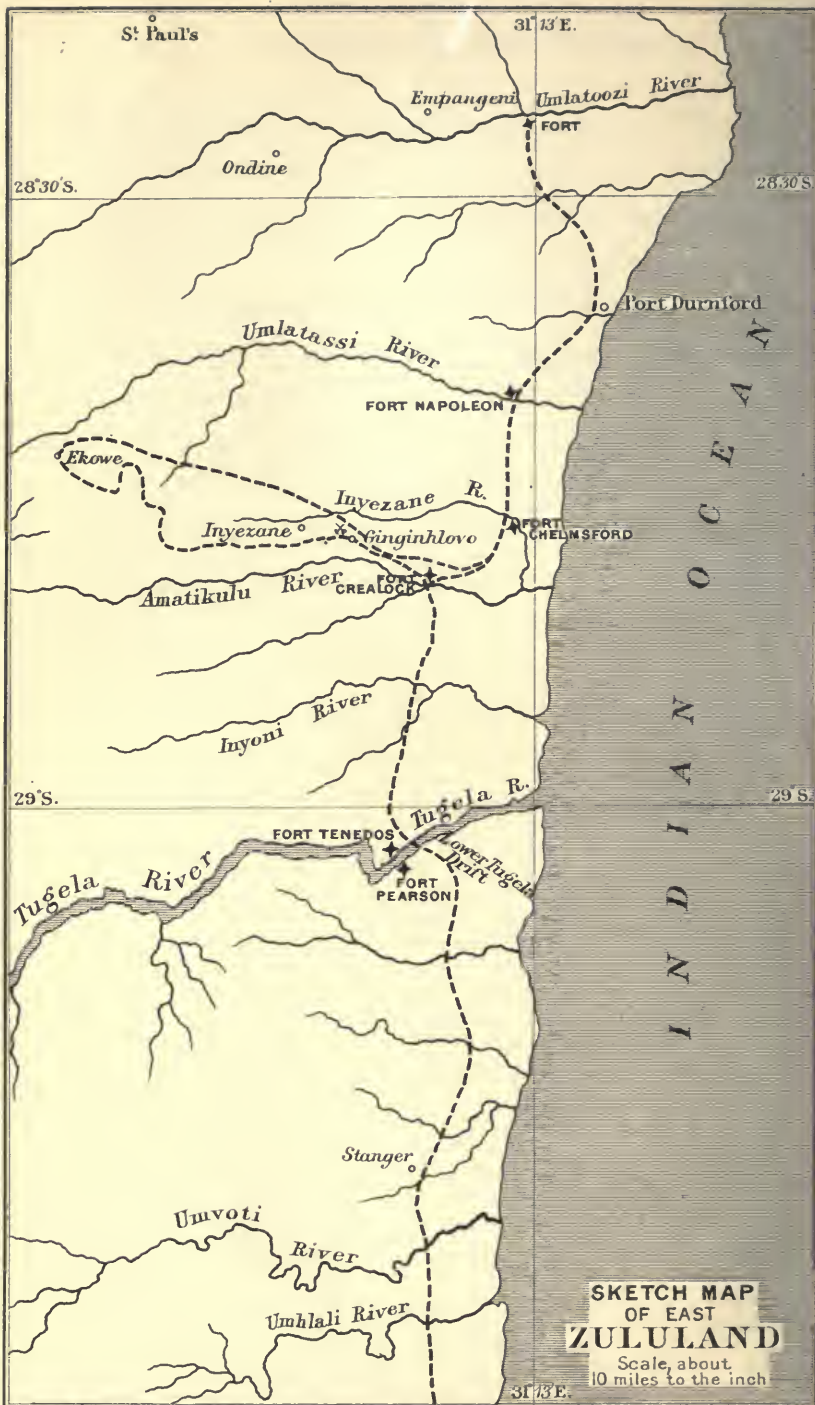 St. Paul's
31° 13' E.
Empangeni
Umlatoozi River
FORT
Ondine
28° 30' S.
28° 30' S.
Port Durnford
Umlatassi River
FORT NAPOLEON
Ekowe
Inyezane R.
Inyezane
Ginginhlovo
FORT
CHELMSFORD
Amatikulu River
FORT
CREALOCK
Inyoni River
INDIAN OCEAN
29° S.
29° S.
Tugela R.
FORT TENEDOS
Lower Tugela
Drift
FORT
PEARSON
Tugela River
Stanger
Umvoti River
Umhlali River
SKETCH MAP
OF EAST
ZULULAND
Scale, about
10 miles to the inch
31° 13' E.